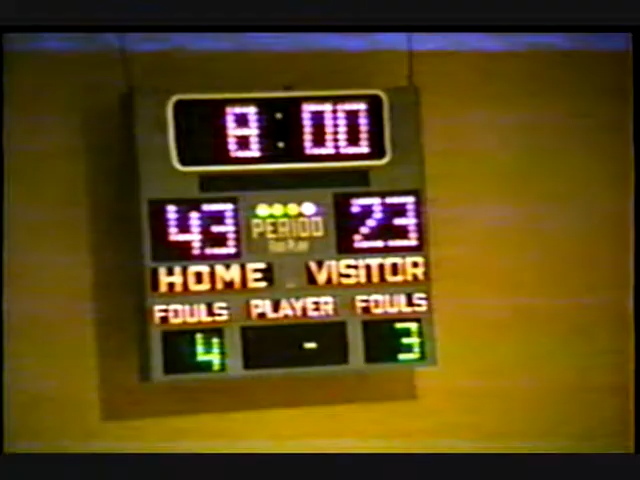 8:00
43 PERIOD 23
HOME VISITOR
FOULS PLAYER FOULS
4 - 3